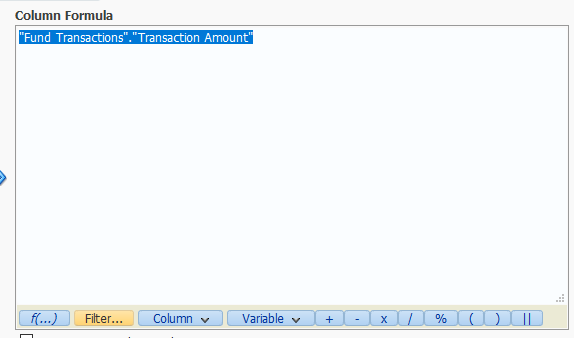 Column Formula
"Fund Transactions"."Transaction Amount"
f(...) Filter... Column Variable + - x / % ( ) ||